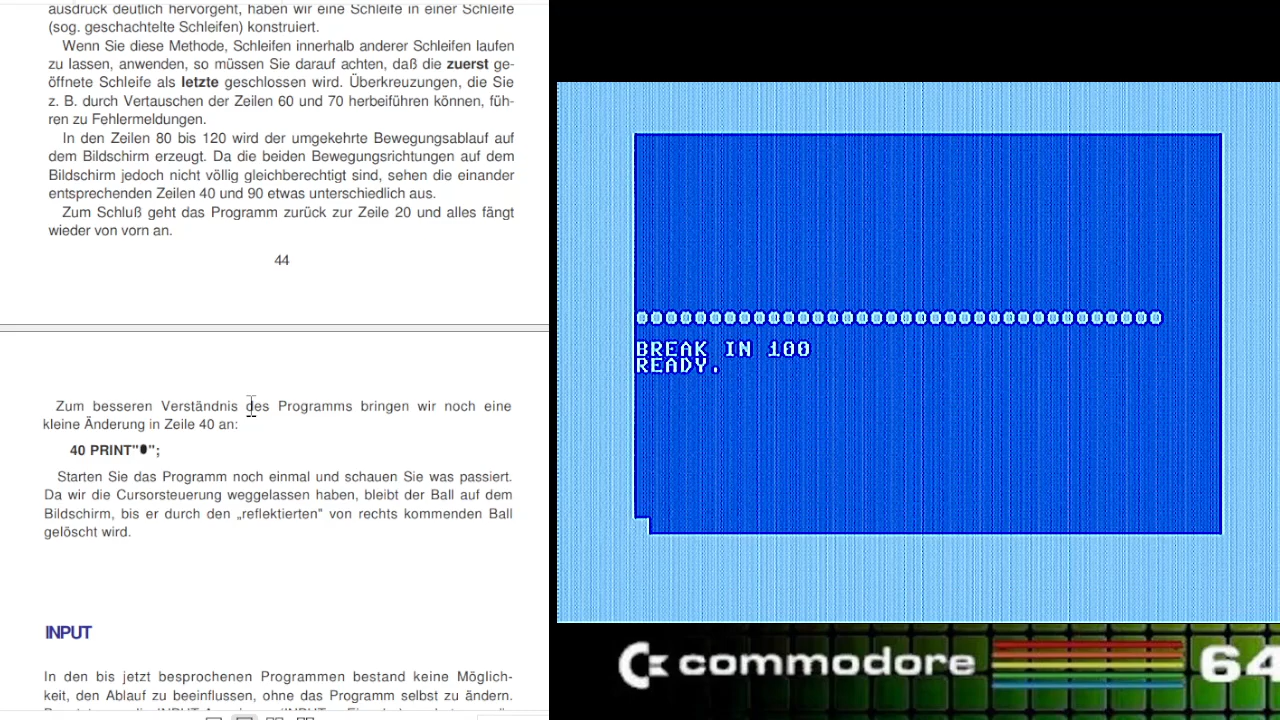 ausdruck deutlich hervorgeht, haben wir eine Schleife in einer Schleife
(sog. geschachtelte Schleifen) konstruiert.
Wenn Sie diese Methode, Schleifen innerhalb anderer Schleifen laufen
zu lassen, anwenden, so müssen Sie darauf achten, daß die zuerst ge-
öffnete Schleife als letzte geschlossen wird. Überkreuzungen, die Sie
z. B. durch Vertauschen der Zeilen 60 und 70 herbeiführen können, füh-
ren zu Fehlermeldungen.
In den Zeilen 80 bis 120 wird der umgekehrte Bewegungsablauf auf
dem Bildschirm erzeugt. Da die beiden Bewegungsrichtungen auf dem
Bildschirm jedoch nicht völlig gleichberechtigt sind, sehen die einander
entsprechenden Zeilen 40 und 90 etwas unterschiedlich aus.
Zum Schluß geht das Programm zurück zur Zeile 20 und alles fängt
wieder von vorn an.
44
Zum besseren Verständnis des Programms bringen wir noch eine
kleine Änderung in Zeile 40 an:
40 PRINT"●";
Starten Sie das Programm noch einmal und schauen Sie was passiert.
Da wir die Cursorsteuerung weggelassen haben, bleibt der Ball auf dem
Bildschirm, bis er durch den „reflektierten" von rechts kommenden Ball
gelöscht wird.
INPUT
In den bis jetzt besprochenen Programmen bestand keine Möglich-
keit, den Ablauf zu beeinflussen, ohne das Programm selbst zu ändern.
BREAK IN 100
READY.
commodore 64